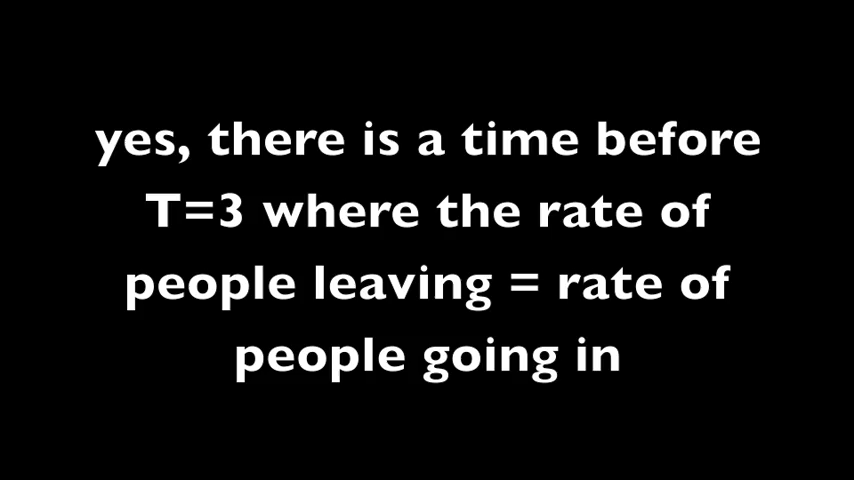 yes, there is a time before
T=3 where the rate of
people leaving = rate of
people going in